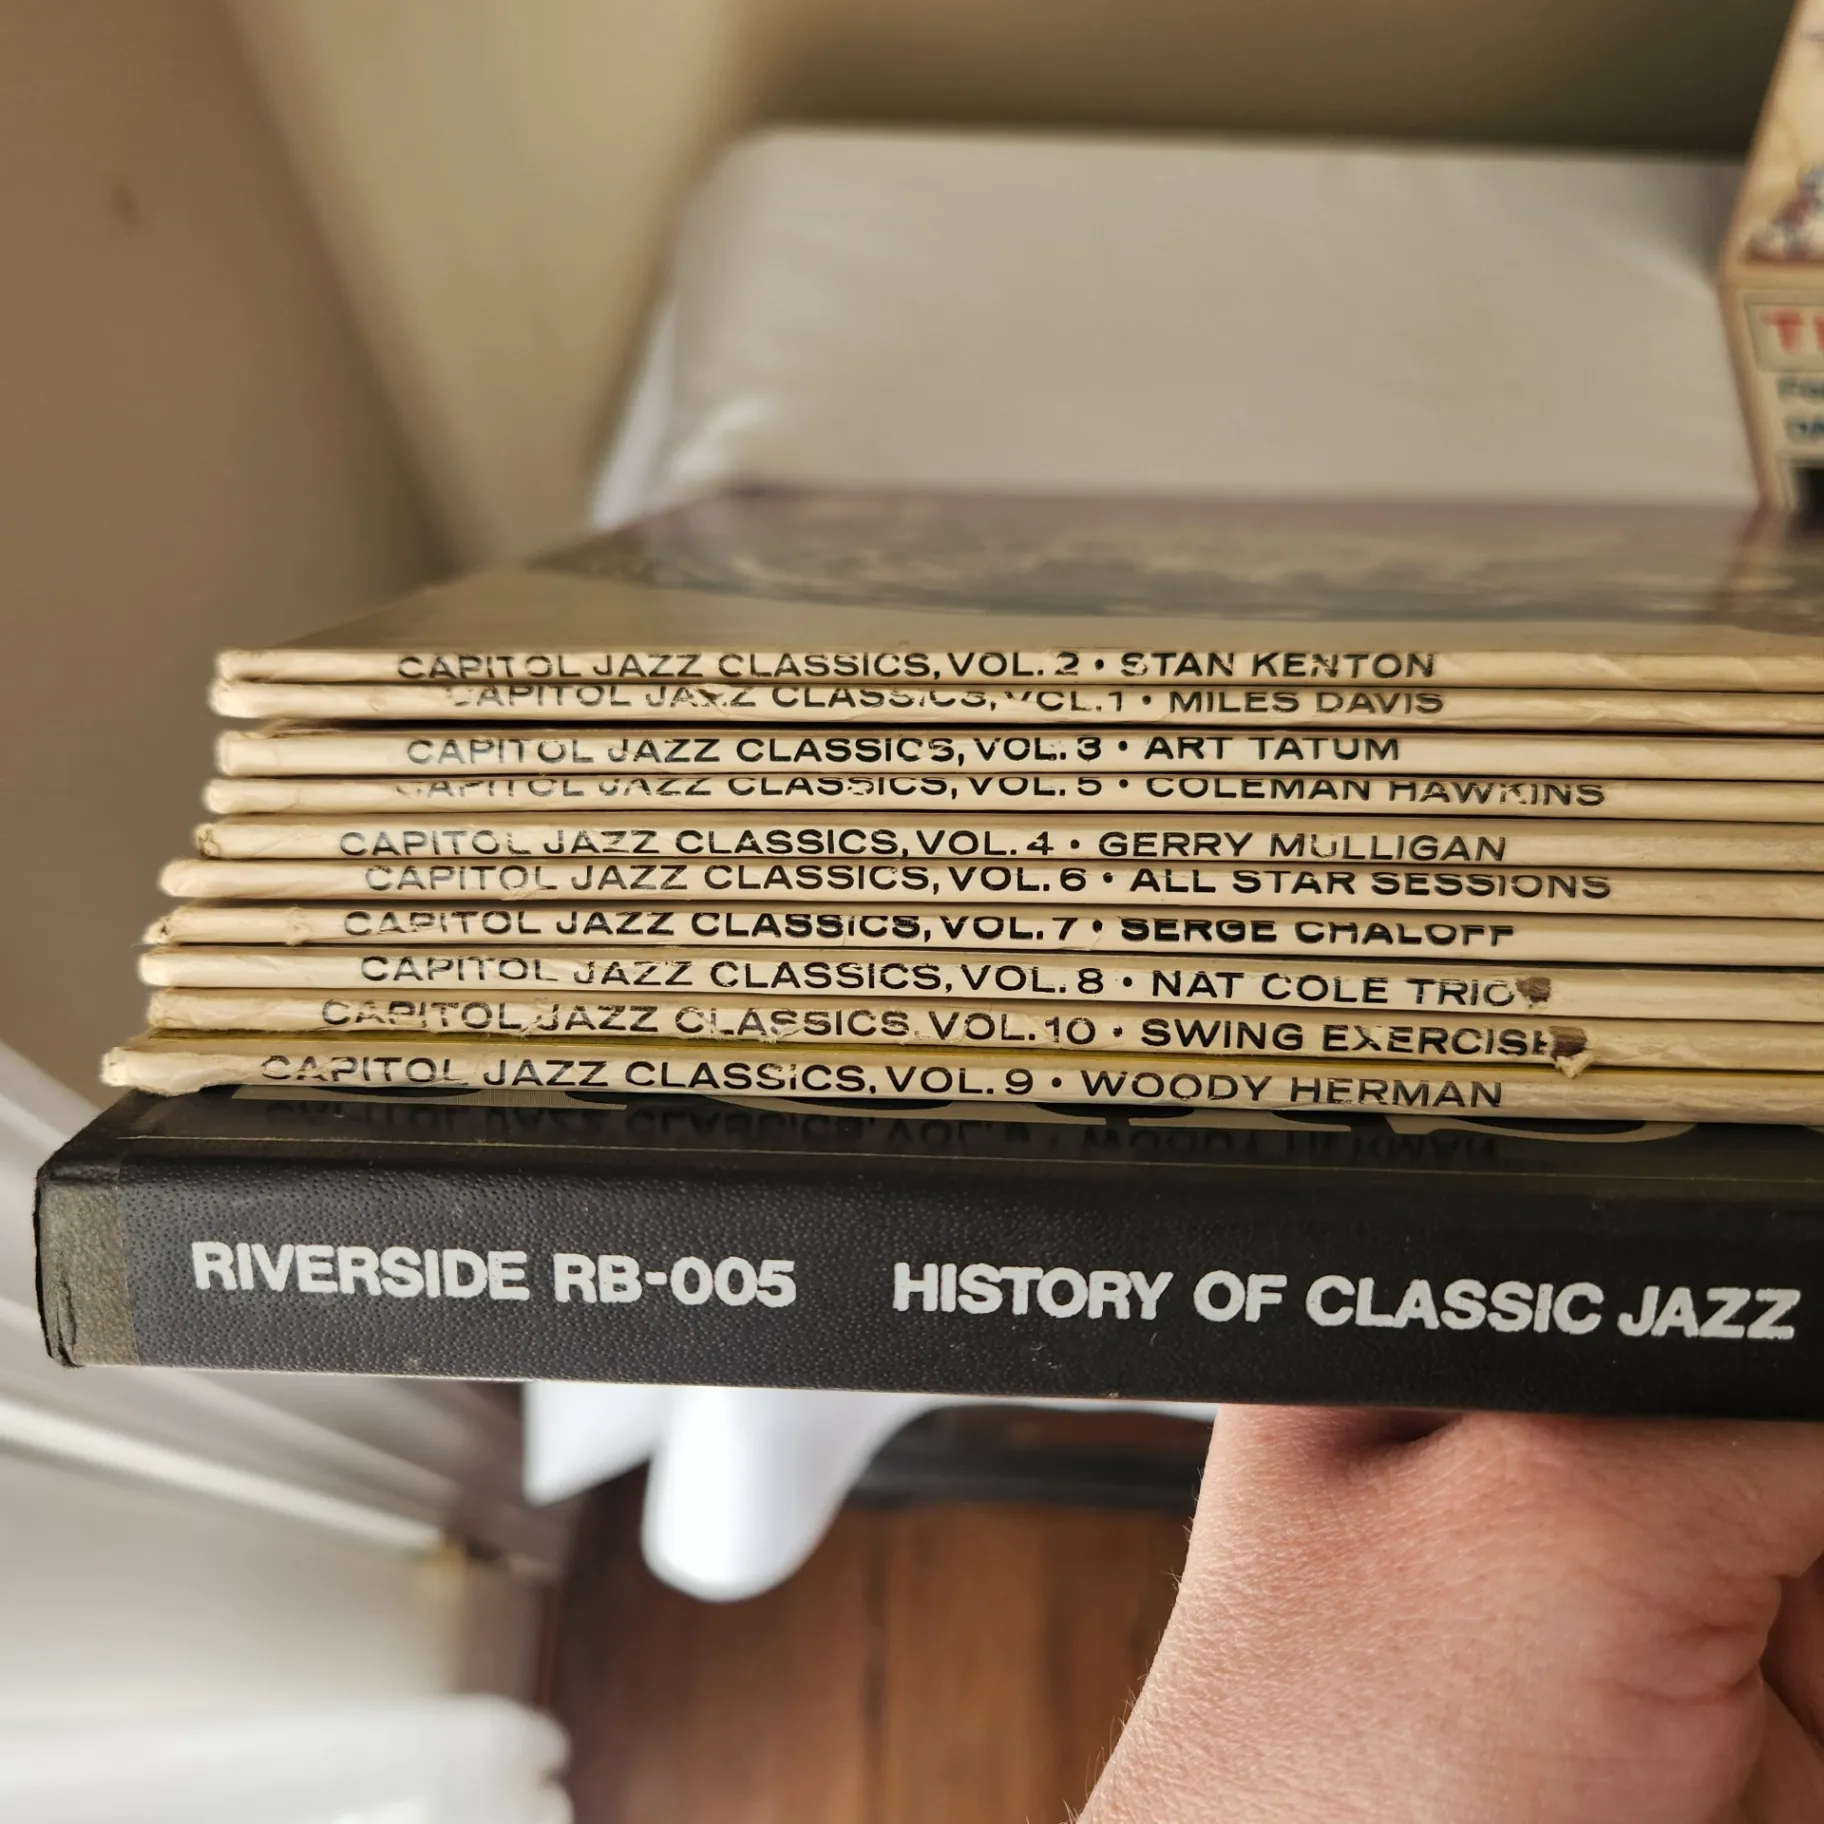 CAPITOL JAZZ CLASSICS, VOL. 2 • STAN KENTON
CAPITOL JAZZ CLASSICS, VOL. 1 • MILES DAVIS
CAPITOL JAZZ CLASSICS, VOL. 3 • ART TATUM
CAPITOL JAZZ CLASSICS, VOL. 5 • COLEMAN HAWKINS
CAPITOL JAZZ CLASSICS, VOL. 4 • GERRY MULLIGAN
CAPITOL JAZZ CLASSICS, VOL. 6 • ALL STAR SESSIONS
CAPITOL JAZZ CLASSICS, VOL. 7 • SERGE CHALOFF
CAPITOL JAZZ CLASSICS, VOL. 8 • NAT COLE TRIO
CAPITOL JAZZ CLASSICS, VOL. 10 • SWING EXERCISE
CAPITOL JAZZ CLASSICS, VOL. 9 • WOODY HERMAN
RIVERSIDE RB-005 HISTORY OF CLASSIC JAZZ